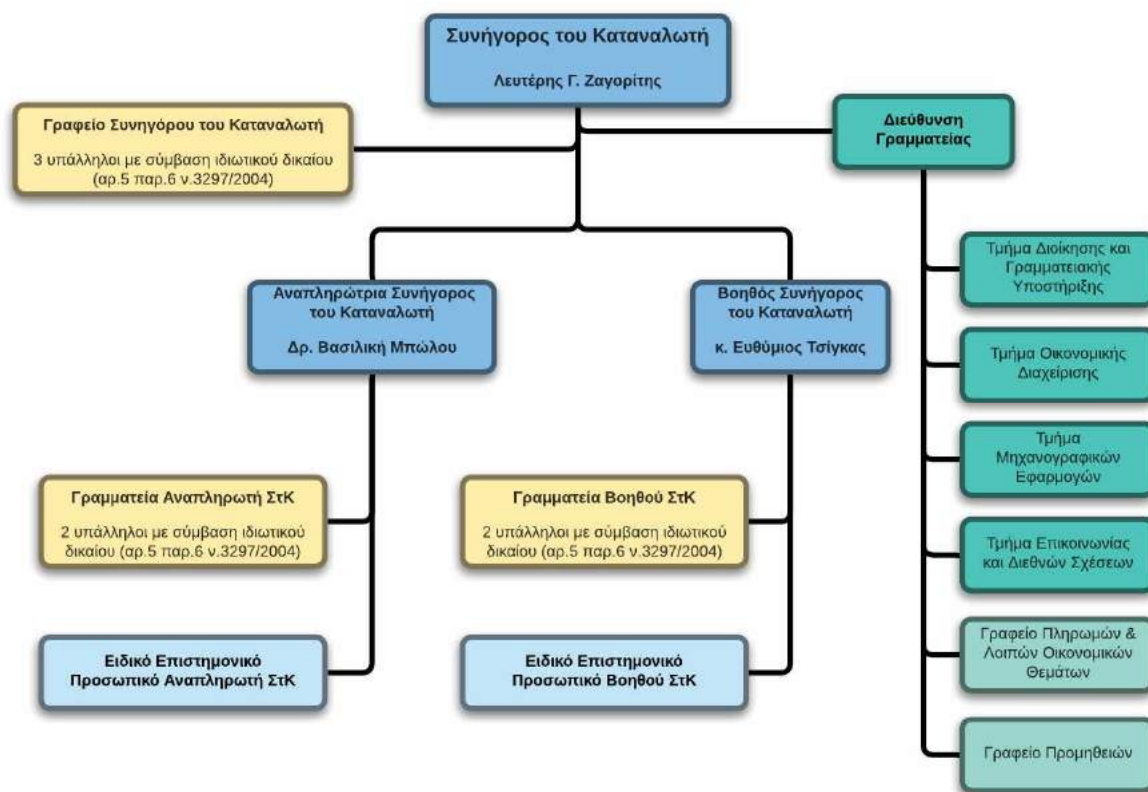 Συνήγορος του Καταναλωτή
Λευτέρης Γ. Ζαγορίτης
Γραφείο Συνηγόρου του Καταναλωτή
3 υπάλληλοι με σύμβαση ιδιωτικού δικαίου
(αρ.5 παρ.6 ν.3297/2004)
Διεύθυνση
Γραμματείας
Αναπληρώτρια Συνήγορος
του Καταναλωτή
Δρ. Βασιλική Μπώλου
Βοηθός Συνήγορος
του Καταναλωτή
κ. Ευθύμιος Τσίγκας
Γραμματεία Αναπληρωτή ΣτΚ
2 υπάλληλοι με σύμβαση ιδιωτικού
δικαίου (αρ.5 παρ.6 ν.3297/2004)
Γραμματεία Βοηθού ΣτΚ
2 υπάλληλοι με σύμβαση ιδιωτικού
δικαίου (αρ.5 παρ.6 ν.3297/2004)
Ειδικό Επιστημονικό
Προσωπικό Αναπληρωτή ΣτΚ
Ειδικό Επιστημονικό
Προσωπικό Βοηθού ΣτΚ
Τμήμα Διοίκησης και
Γραμματειακής
Υποστήριξης
Τμήμα Οικονομικής
Διαχείρισης
Τμήμα
Μηχανογραφικών
Εφαρμογών
Τμήμα Επικοινωνίας
και Διεθνών Σχέσεων
Γραφείο Πληρωμών &
Λοιπών Οικονομικών
Θεμάτων
Γραφείο Προμηθειών